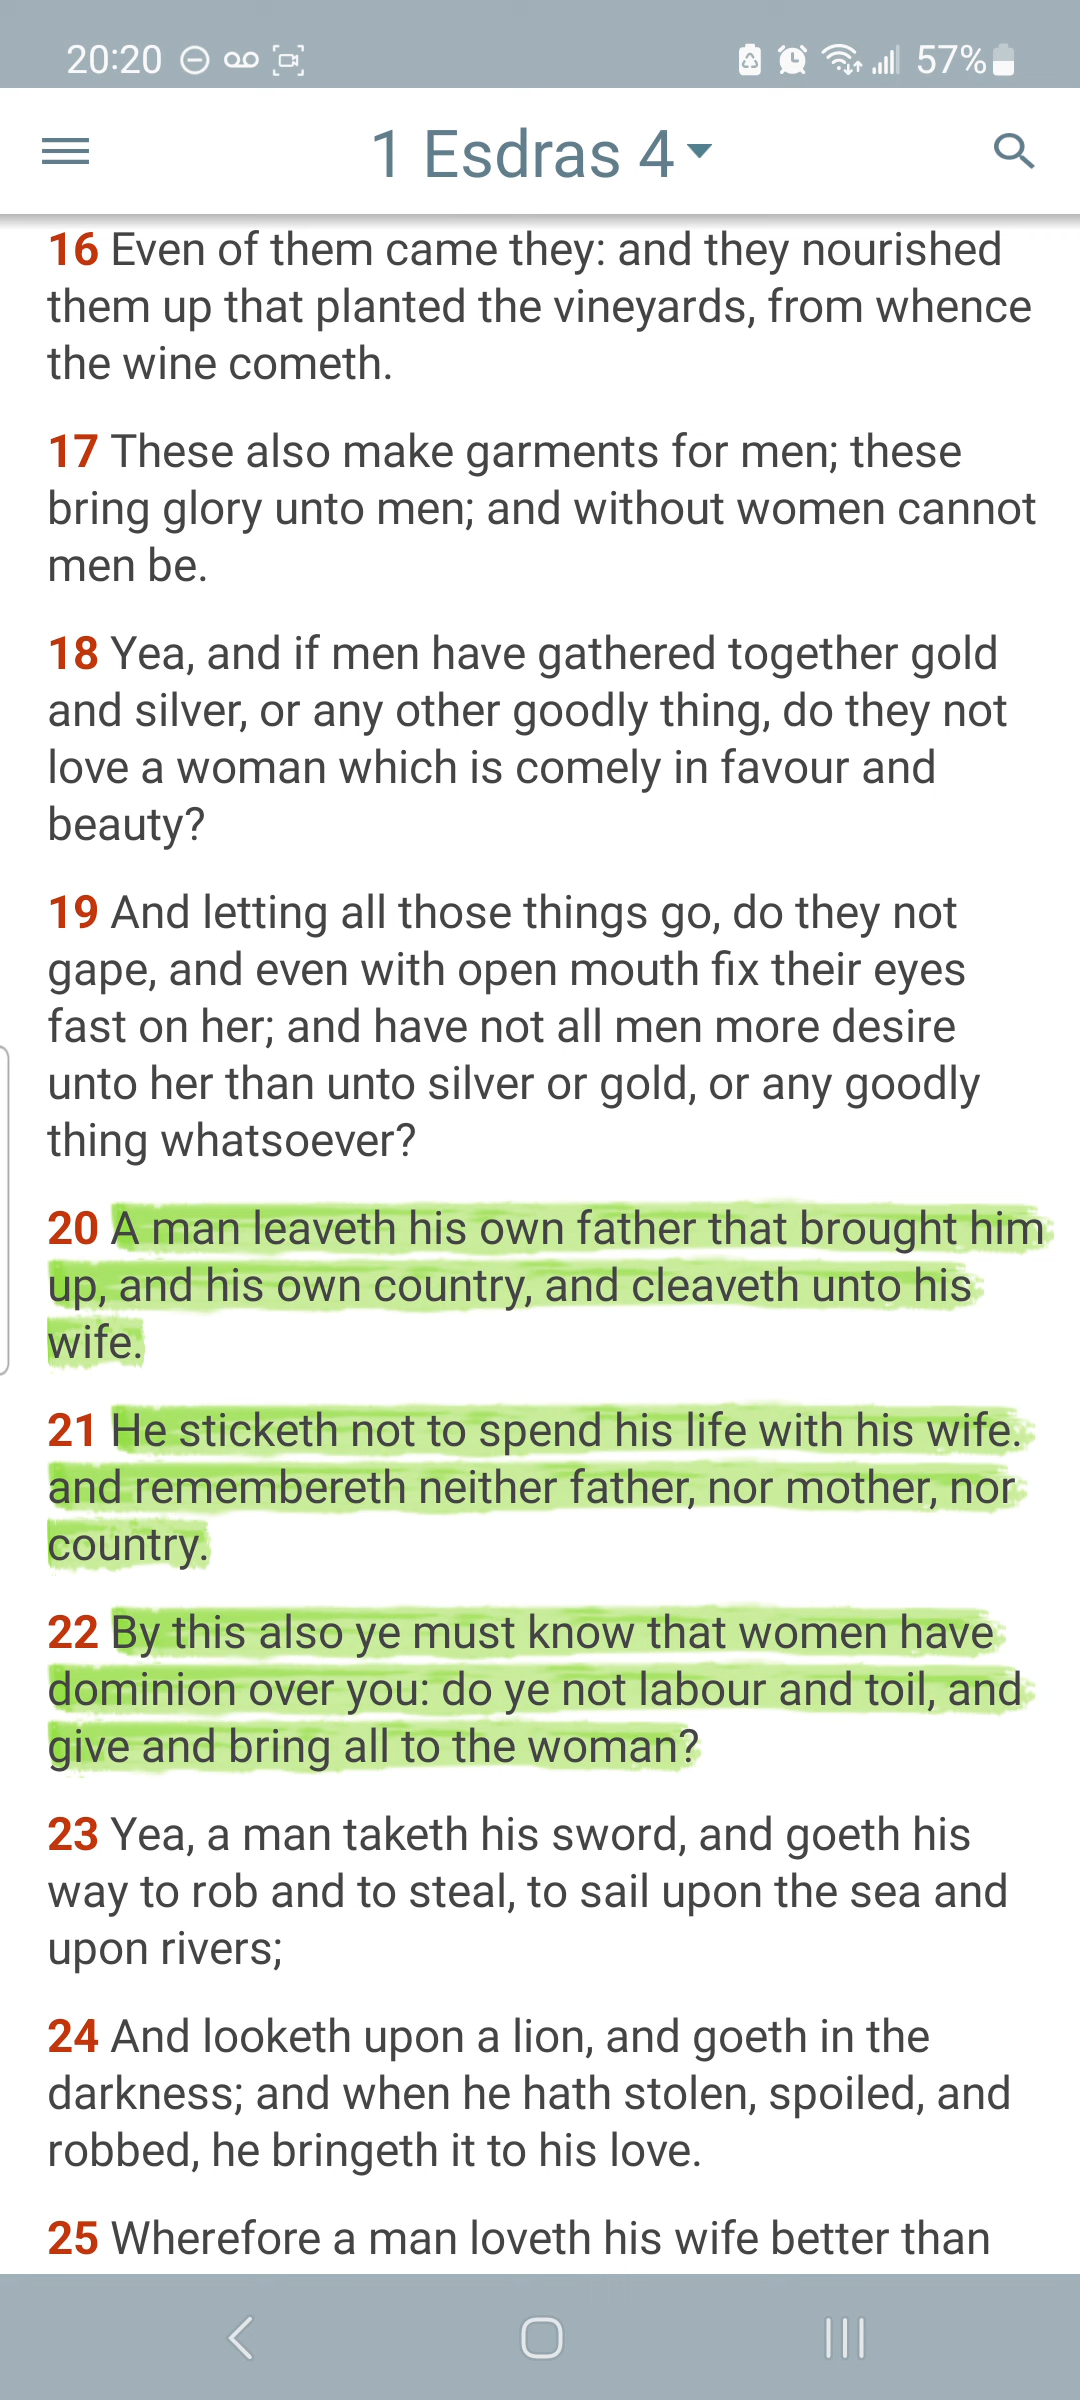 20:20
57%
1 Esdras 4
16 Even of them came they: and they nourished
them up that planted the vineyards, from whence
the wine cometh.
17 These also make garments for men; these
bring glory unto men; and without women cannot
men be.
18 Yea, and if men have gathered together gold
and silver, or any other goodly thing, do they not
love a woman which is comely in favour and
beauty?
19 And letting all those things go, do they not
gape, and even with open mouth fix their eyes
fast on her; and have not all men more desire
unto her than unto silver or gold, or any goodly
thing whatsoever?
20 A man leaveth his own father that brought him
up, and his own country, and cleaveth unto his
wife.
21 He sticketh not to spend his life with his wife.
and remembereth neither father, nor mother, nor
country.
22 By this also ye must know that women have
dominion over you: do ye not labour and toil, and
give and bring all to the woman?
23 Yea, a man taketh his sword, and goeth his
way to rob and to steal, to sail upon the sea and
upon rivers;
24 And looketh upon a lion, and goeth in the
darkness; and when he hath stolen, spoiled, and
robbed, he bringeth it to his love.
25 Wherefore a man loveth his wife better than